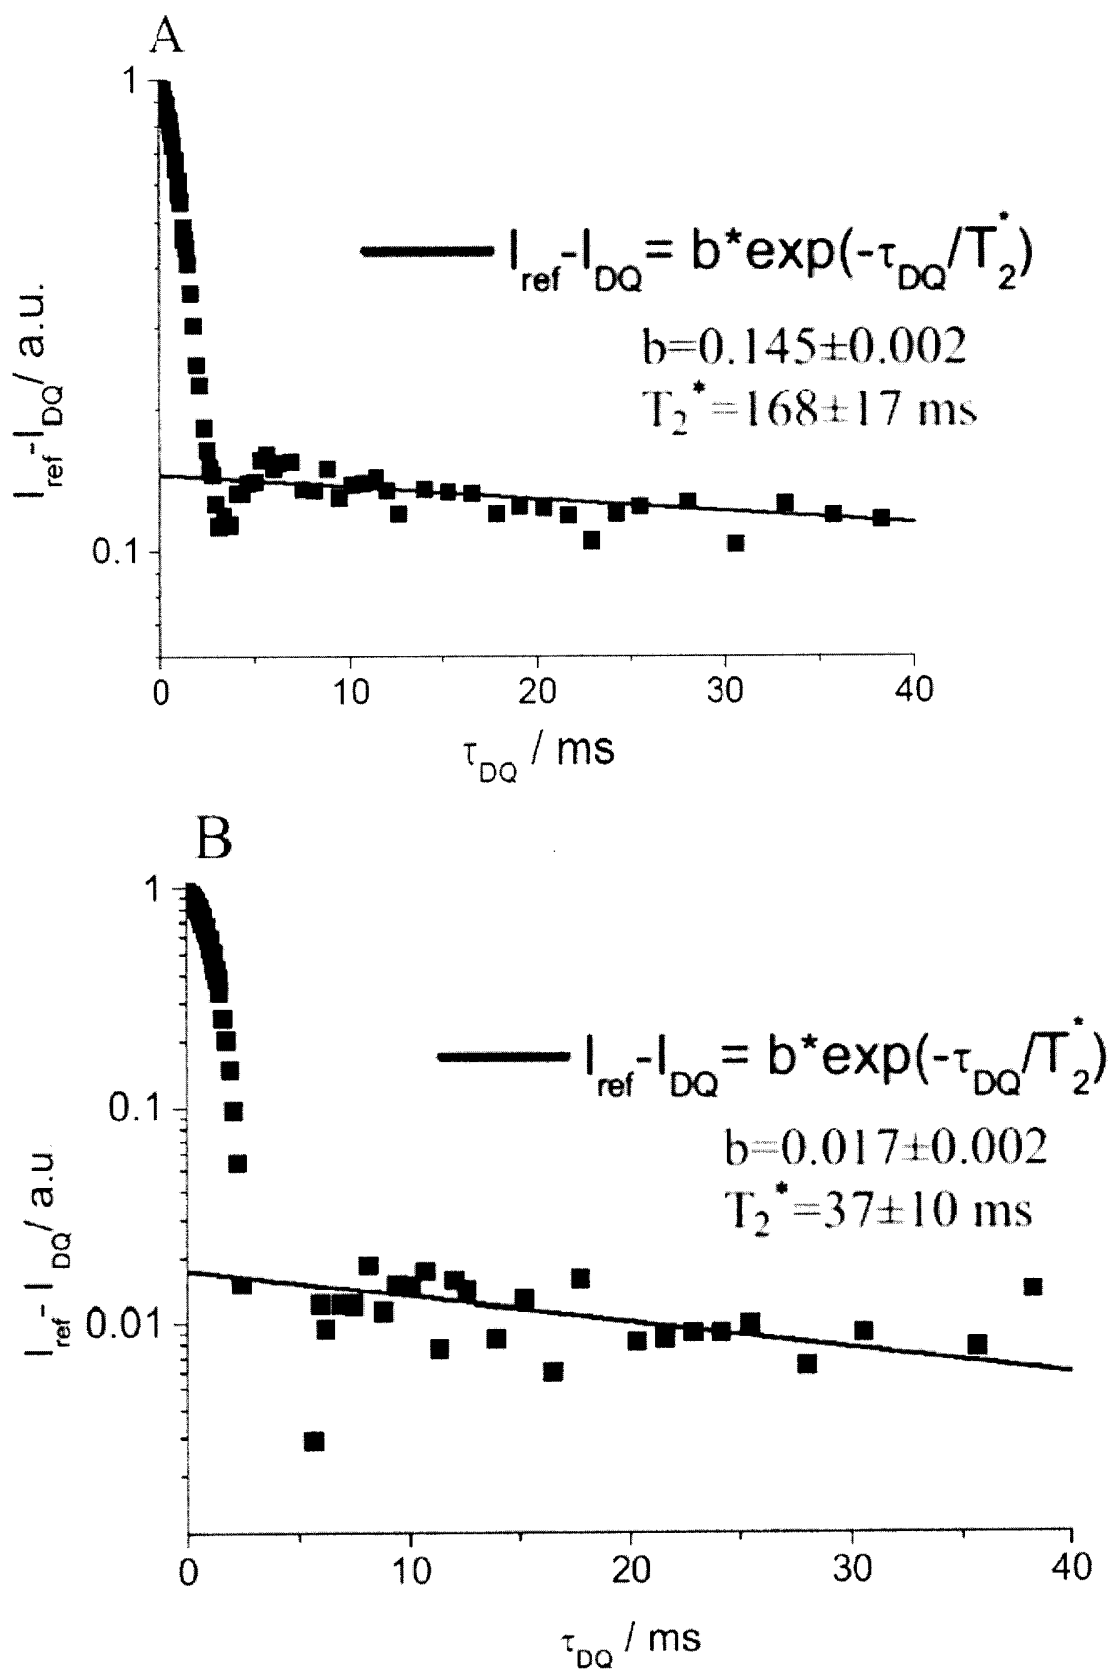 A
1
I_ref-I_DQ= b*exp(-τ_DQ/T_2^*)
b=0.145±0.002
T_2^*=168±17 ms
I_ref-I_DQ/ a.u.
0.1
0 10 20 30 40
τ_DQ / ms
B
1
I_ref-I_DQ= b*exp(-τ_DQ/T_2^*)
0.1
b=0.017±0.002
T_2^*=37±10 ms
I_ref- I_DQ/ a.u.
0.01
0 10 20 30 40
τ_DQ / ms